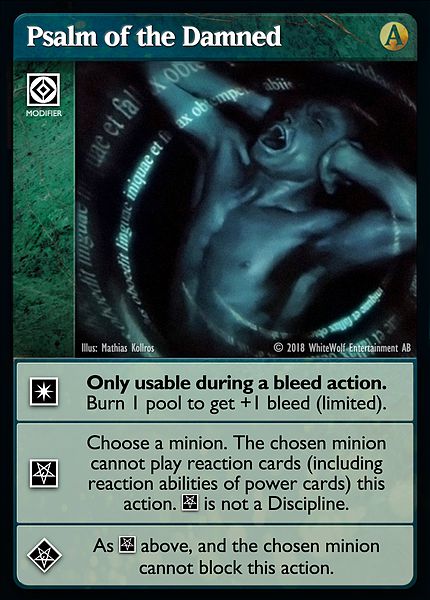 Psalm of the Damned
A
MODIFIER
Illus: Mathias Kollros
© 2018 WhiteWolf Entertainment AB
Only usable during a bleed action.
Burn 1 pool to get +1 bleed (limited).
Choose a minion. The chosen minion
cannot play reaction cards (including
reaction abilities of power cards) this
action. is not a Discipline.
As above, and the chosen minion
cannot block this action.